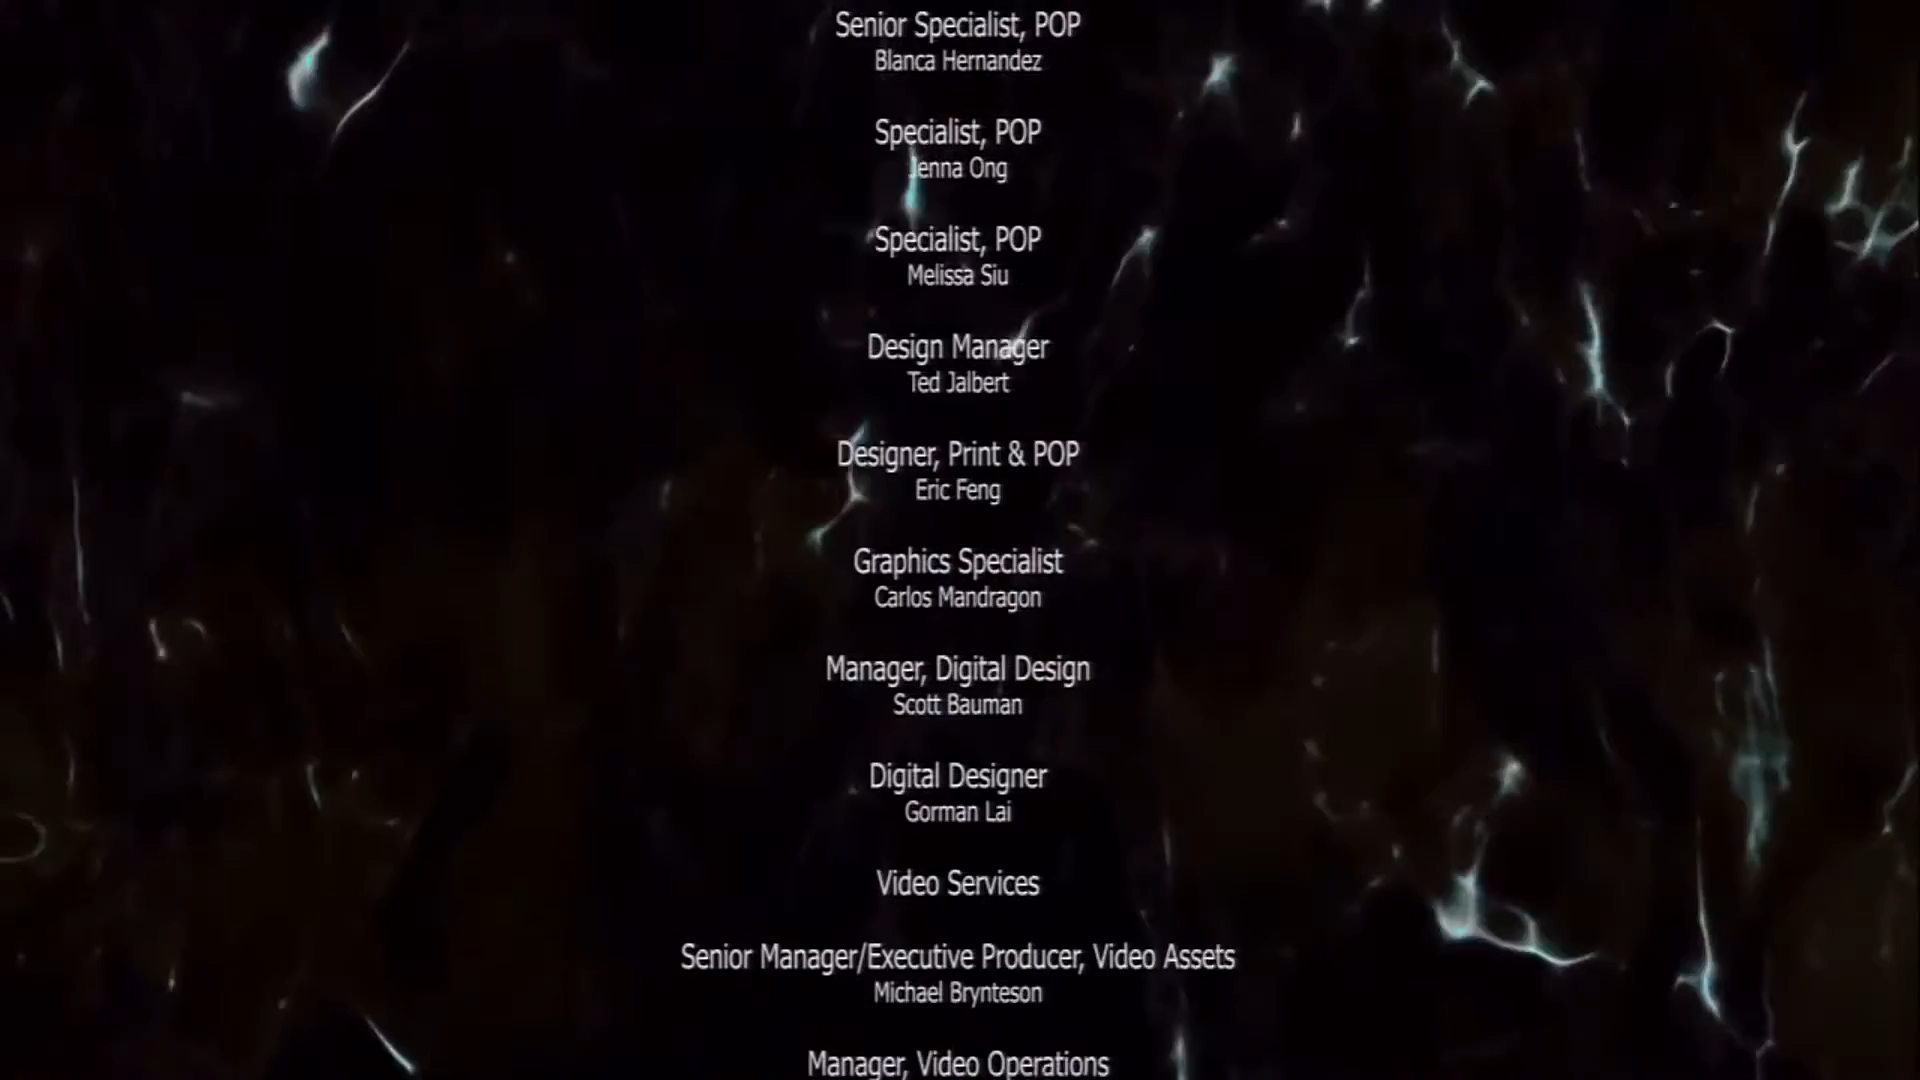 Senior Specialist, POP
Blanca Hernandez
Specialist, POP
Jenna Ong
Specialist, POP
Melissa Siu
Design Manager
Ted Jalbert
Designer, Print & POP
Eric Feng
Graphics Specialist
Carlos Mandragon
Manager, Digital Design
Scott Bauman
Digital Designer
Gorman Lai
Video Services
Senior Manager/Executive Producer, Video Assets
Michael Brynteson
Manager, Video Operations